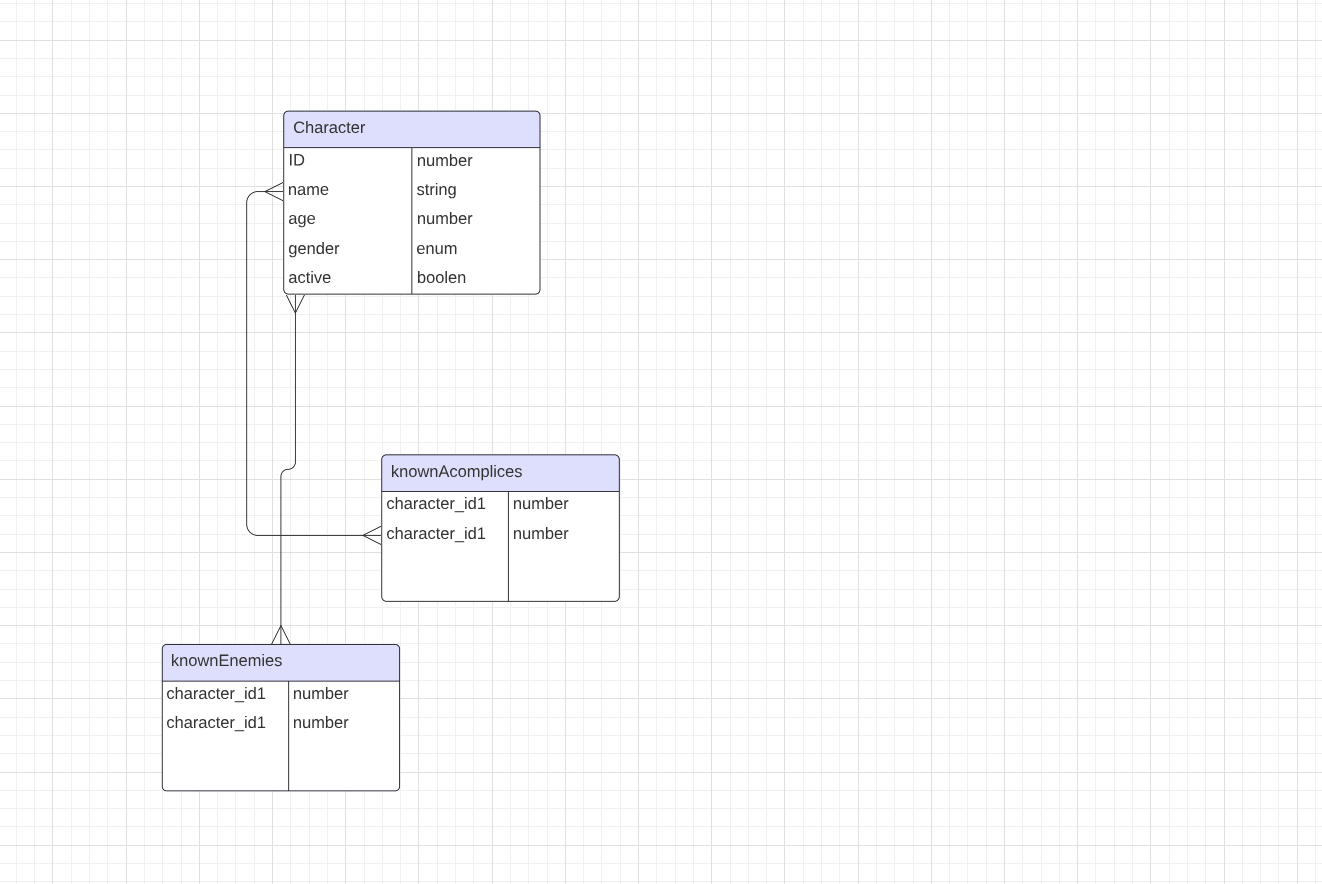 Character
ID number
name string
age number
gender enum
active boolen
knownAcomplices
character_id1 number
character_id1 number
knownEnemies
character_id1 number
character_id1 number